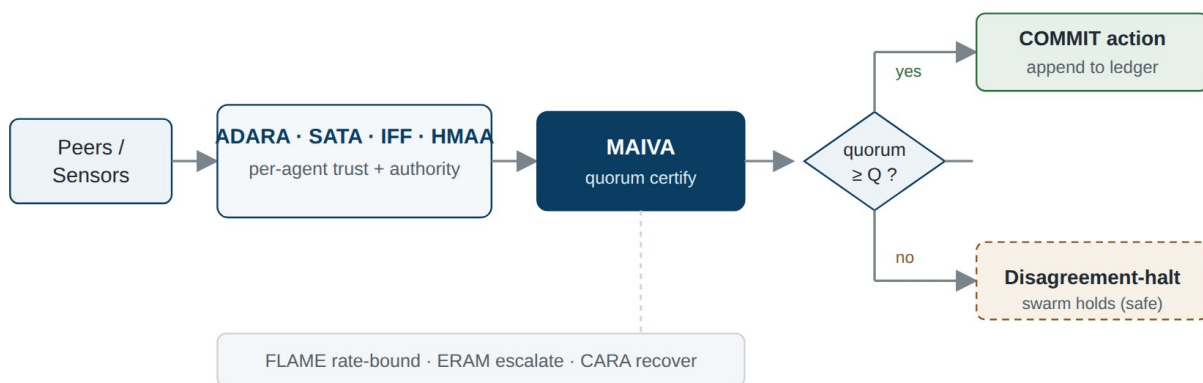 Peers /
Sensors
ADARA · SATA · IFF · HMAA
per-agent trust + authority
MAIVA
quorum certify
quorum
≥ Q ?
yes
COMMIT action
append to ledger
no
Disagreement-halt
swarm holds (safe)
FLAME rate-bound · ERAM escalate · CARA recover